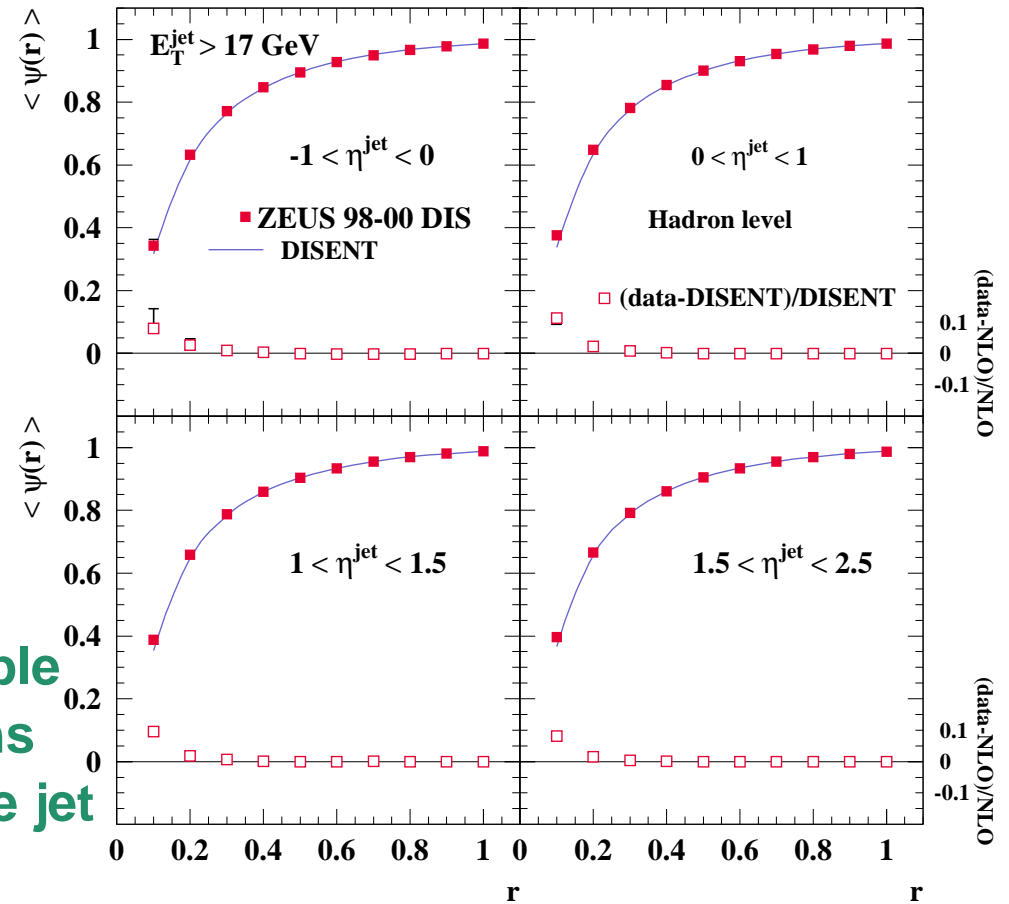 < ψ(r) >
1
0.8
0.6
0.4
0.2
0
E_T^jet > 17 GeV
-1 < η^jet < 0
ZEUS 98-00 DIS
DISENT
0 < η^jet < 1
Hadron level
(data-DISENT)/DISENT
0.1
0
-0.1
(data-NLO)/NLO
< ψ(r) >
1
0.8
0.6
0.4
0.2
0
1 < η^jet < 1.5
1.5 < η^jet < 2.5
0.1
0
-0.1
(data-NLO)/NLO
ple
ns
e jet
0 0.2 0.4 0.6 0.8 1
0 0.2 0.4 0.6 0.8 1
r
r